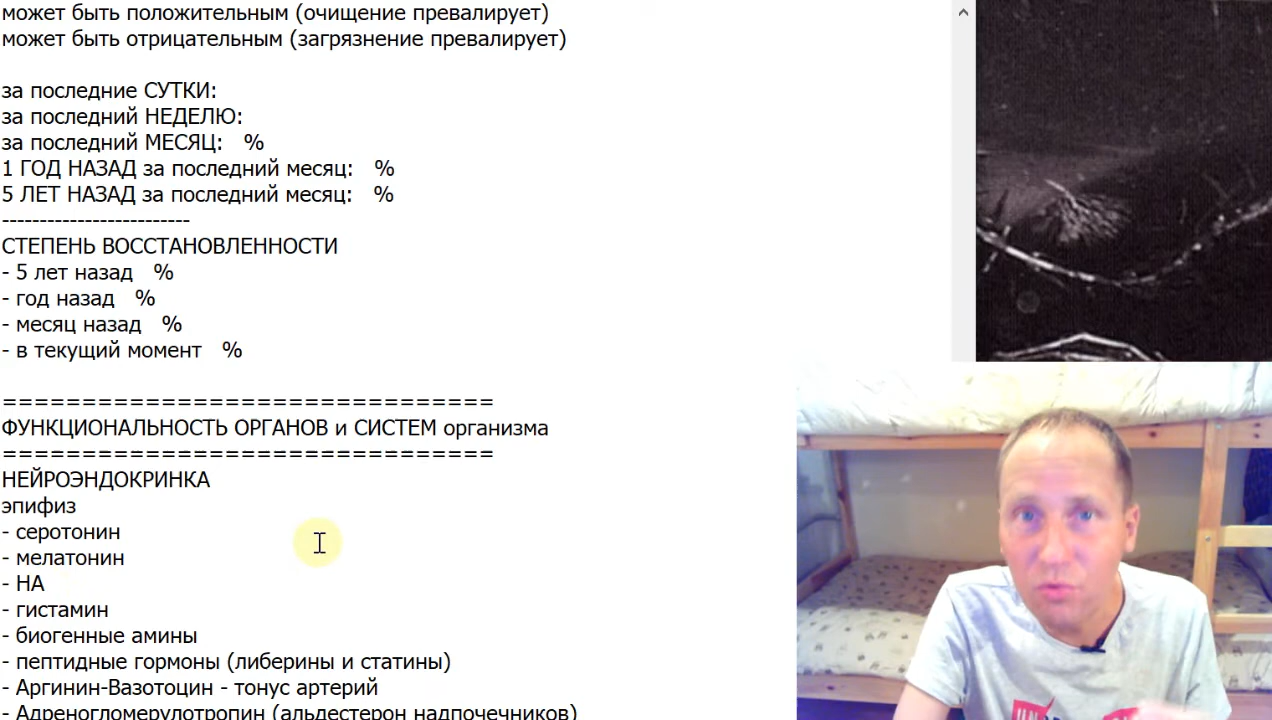 может быть положительным (очищение превалирует)
может быть отрицательным (загрязнение превалирует)
за последние СУТКИ:
за последний НЕДЕЛЮ:
за последний МЕСЯЦ: %
1 ГОД НАЗАД за последний месяц: %
5 ЛЕТ НАЗАД за последний месяц: %
-------------------------
СТЕПЕНЬ ВОССТАНОВЛЕННОСТИ
- 5 лет назад %
- год назад %
- месяц назад %
- в текущий момент %
===============================
ФУНКЦИОНАЛЬНОСТЬ ОРГАНОВ и СИСТЕМ организма
===============================
НЕЙРОЭНДОКРИНКА
эпифиз
- серотонин
- мелатонин
- НА
- гистамин
- биогенные амины
- пептидные гормоны (либерины и статины)
- Аргинин-Вазотоцин - тонус артерий
- Адреногломерулотропин (альдестерон надпочечников)